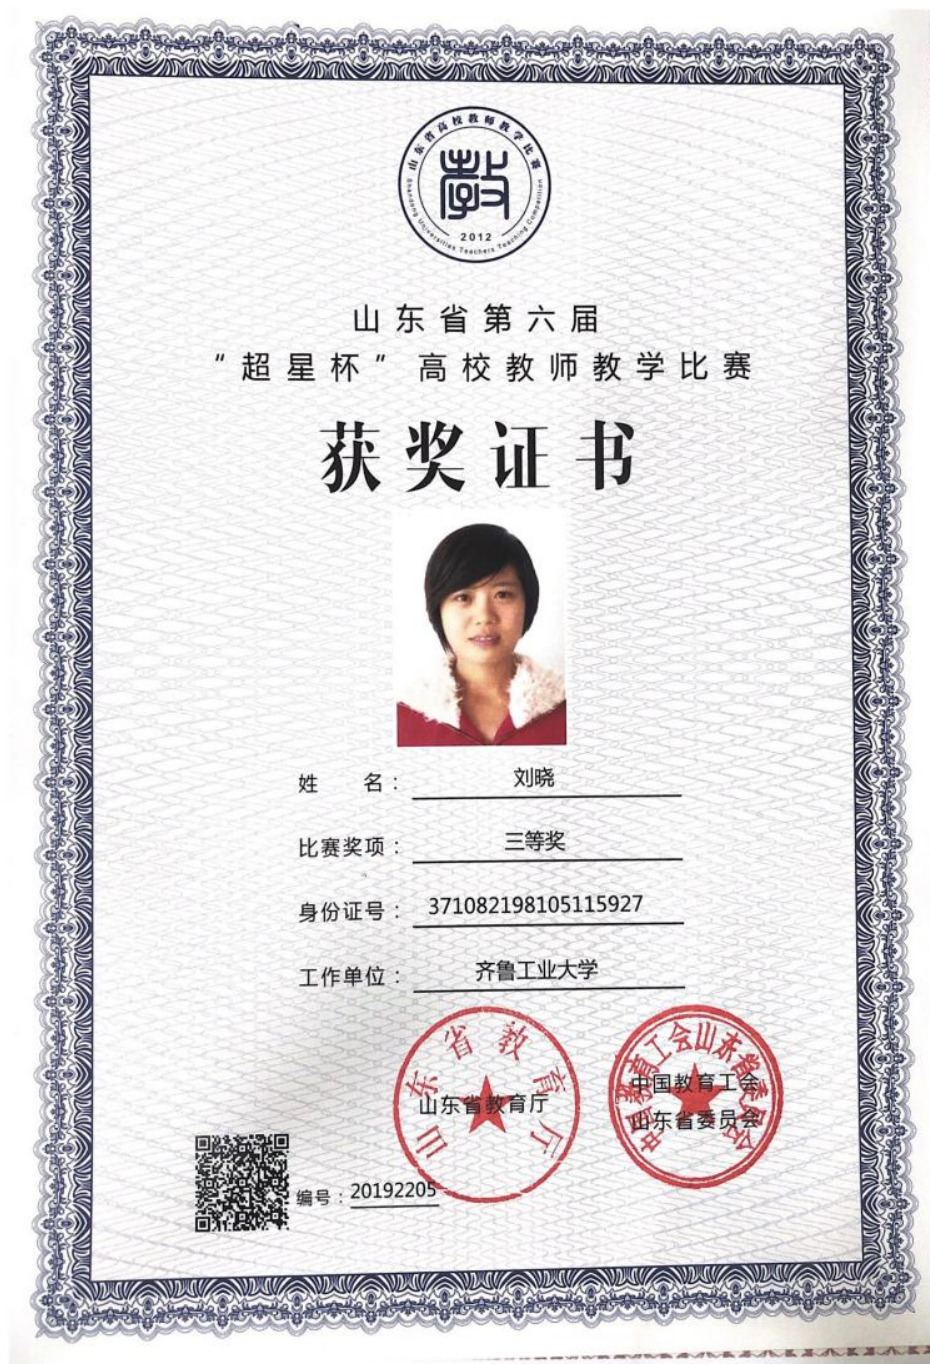 山东省高校教师教学比赛
教
2012
Shandong Universities Teachers Teaching Competition
山东省第六届
“超星杯”高校教师教学比赛
获奖证书
姓 名： 刘晓
比赛奖项： 三等奖
身份证号： 371082198105115927
工作单位： 齐鲁工业大学
山东省教育厅
山东省教育厅
中国教育工会山东省委员会
中国教育工会
山东省委员会
编号：20192205